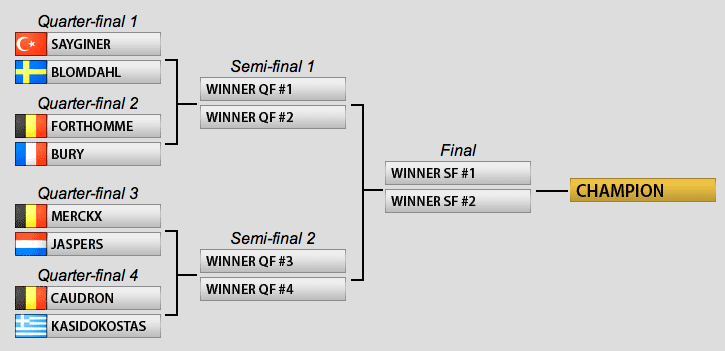 Quarter-final 1
SAYGINER
BLOMDAHL
Quarter-final 2
FORTHOMME
BURY
Quarter-final 3
MERCKX
JASPERS
Quarter-final 4
CAUDRON
KASIDOKOSTAS
Semi-final 1
WINNER QF #1
WINNER QF #2
Semi-final 2
WINNER QF #3
WINNER QF #4
Final
WINNER SF #1
WINNER SF #2
CHAMPION